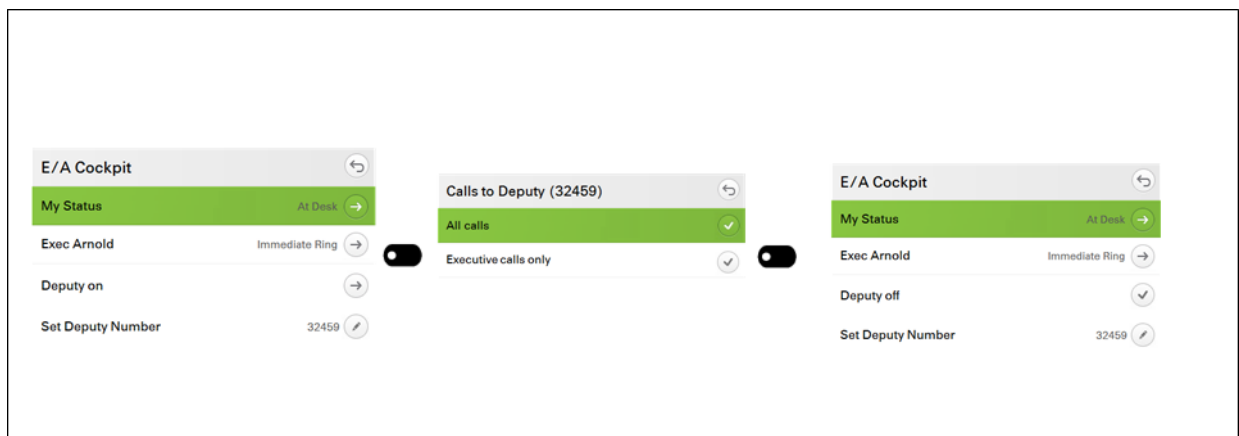 E/A Cockpit
My Status At Desk
Exec Arnold Immediate Ring
Deputy on
Set Deputy Number 32459
Calls to Deputy (32459)
All calls
Executive calls only
E/A Cockpit
My Status At Desk
Exec Arnold Immediate Ring
Deputy off
Set Deputy Number 32459